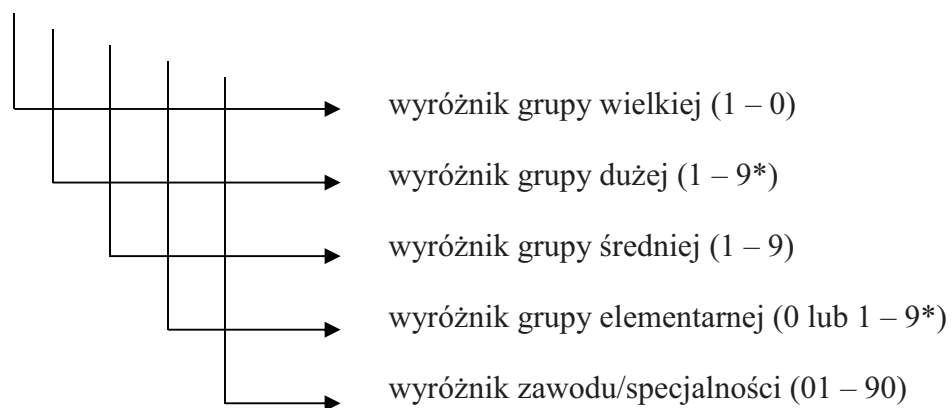 wyróżnik grupy wielkiej (1 – 0)
wyróżnik grupy dużej (1 – 9*)
wyróżnik grupy średniej (1 – 9)
wyróżnik grupy elementarnej (0 lub 1 – 9*)
wyróżnik zawodu/specjalności (01 – 90)